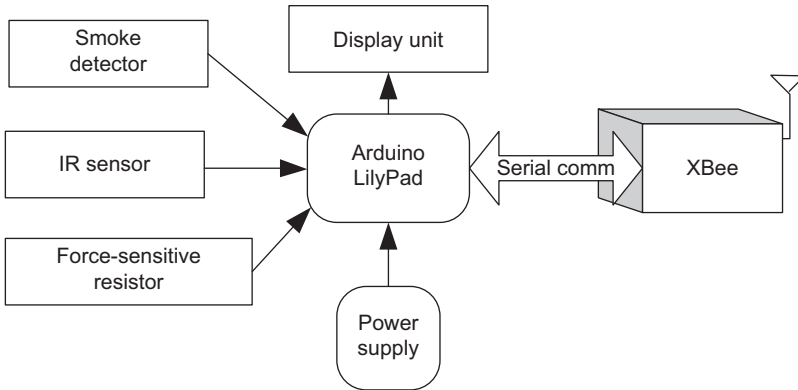 Smoke
detector
Display unit
IR sensor
Arduino
LilyPad
Serial comm
XBee
Force-sensitive
resistor
Power
supply